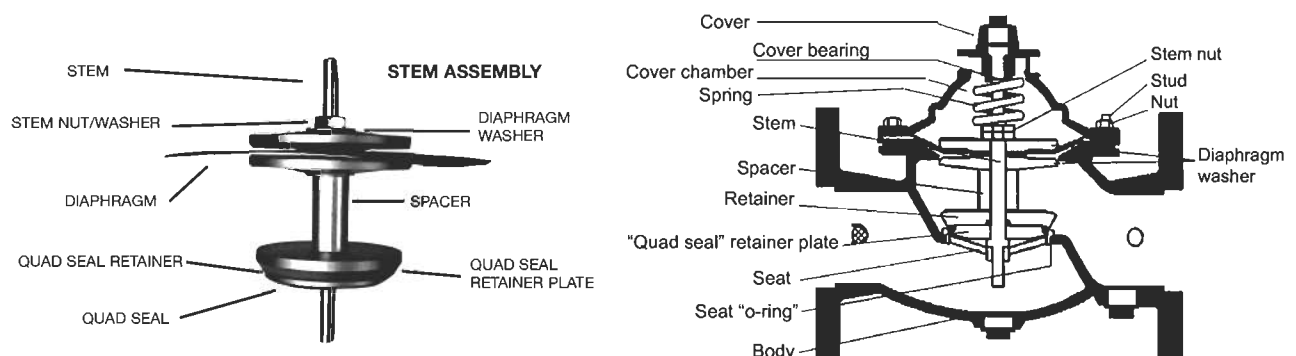 STEM ASSEMBLY
STEM
STEM NUT/WASHER
DIAPHRAGM
WASHER
DIAPHRAGM
SPACER
QUAD SEAL RETAINER
QUAD SEAL
RETAINER PLATE
QUAD SEAL
Cover
Cover bearing
Cover chamber
Spring
Stem
Spacer
Retainer
"Quad seal" retainer plate
Seat
Seat "o-ring"
Body
Stem nut
Stud
Nut
Diaphragm
washer